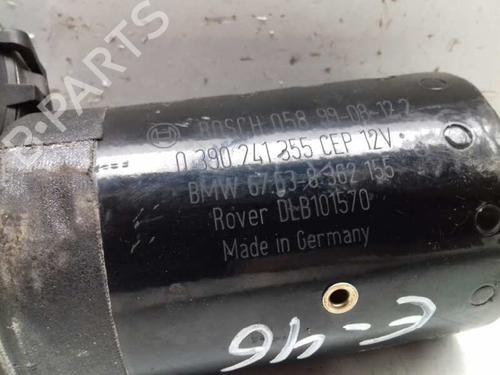 BOSCH 058 99-08-12 2
0 390 241 355 CEP 12V
BMW 67.63-8 362 155
Rover DLB101570
Made in Germany
E-46